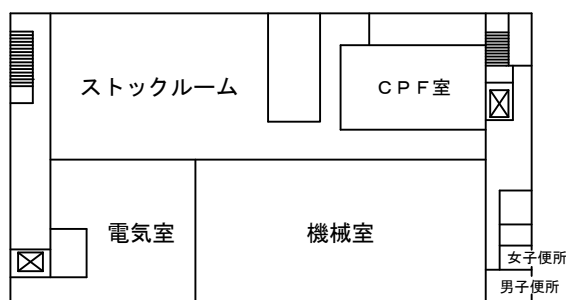 ストックルーム
ＣＰＦ室
電気室
機械室
女子便所
男子便所